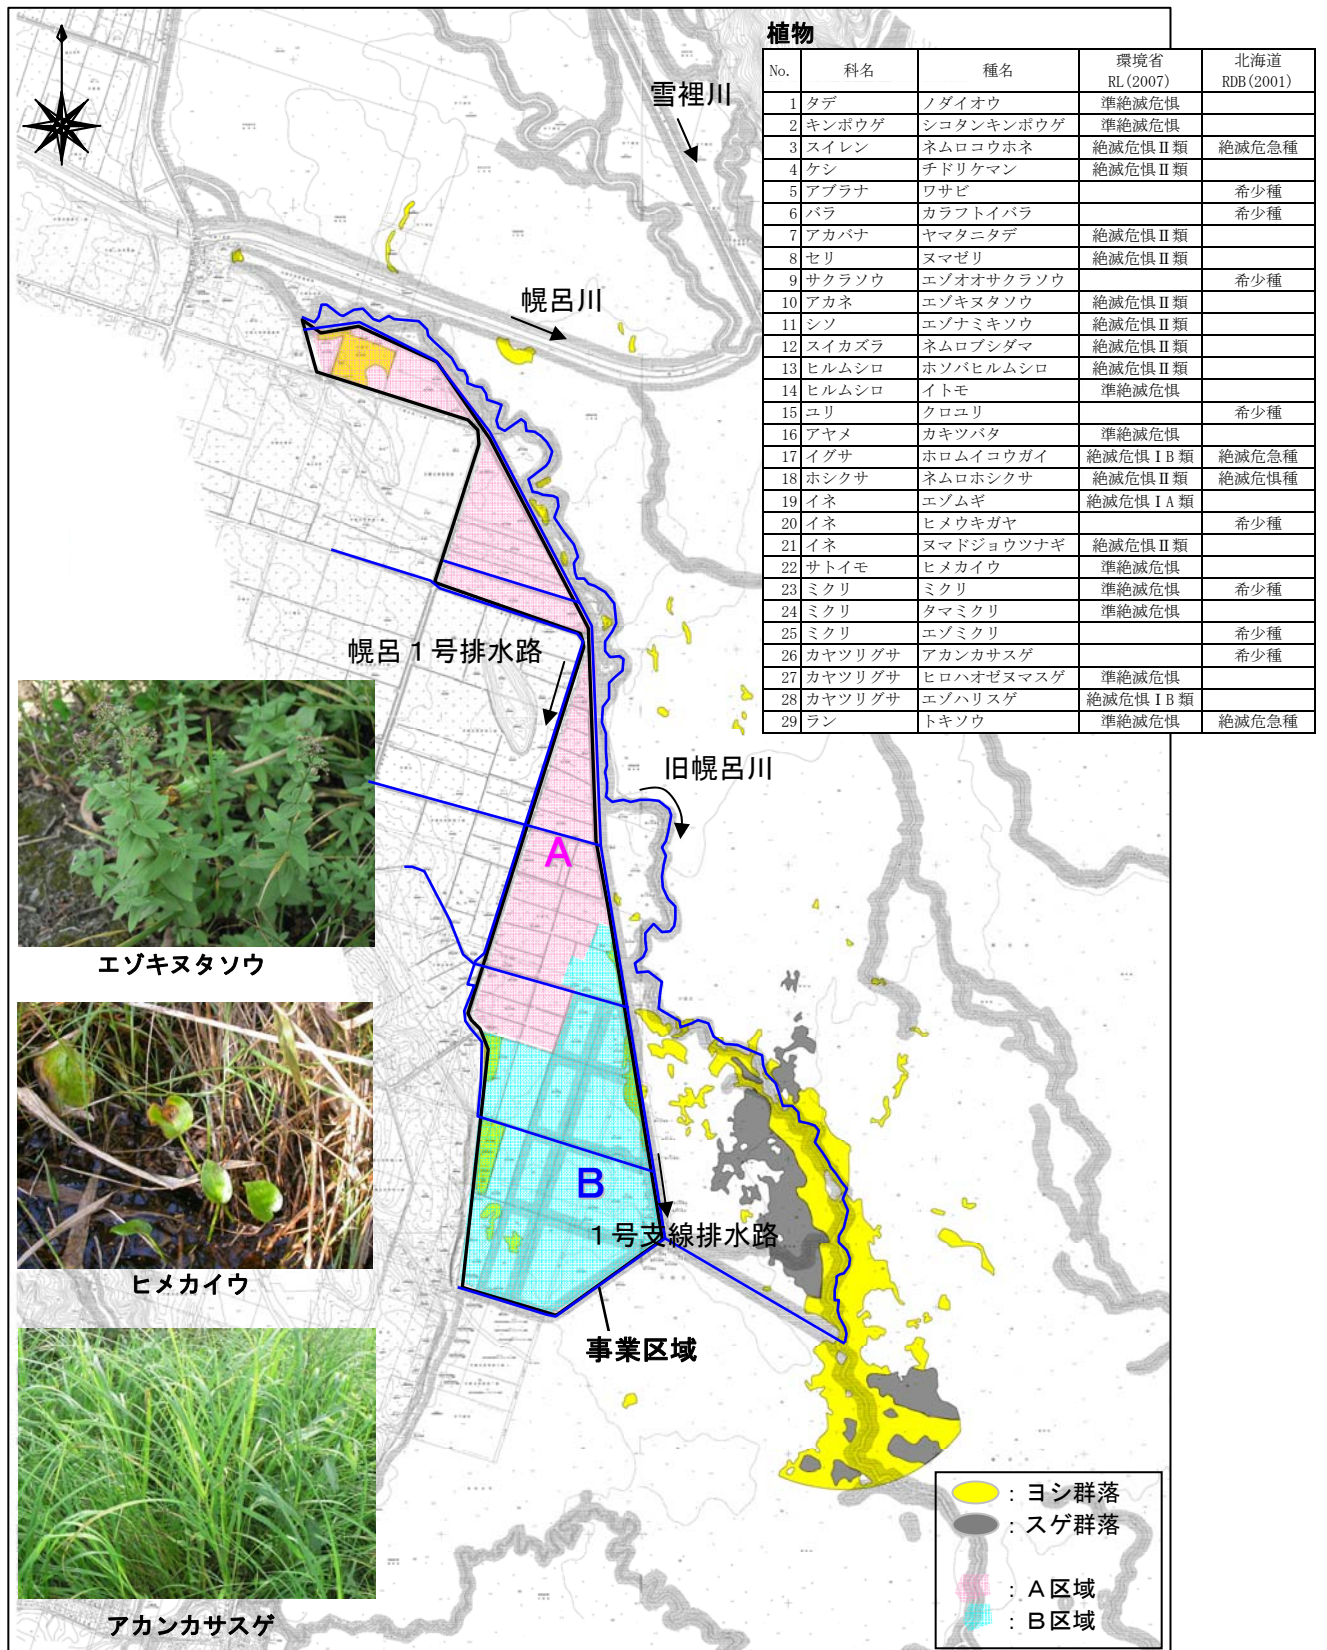 植物
No. 科名 種名 環境省 RL(2007) 北海道 RDB(2001)
1 タデ ノダイオウ 準絶滅危惧
2 キンポウゲ シコタンキンポウゲ 準絶滅危惧
3 スイレン ネムロコウホネ 絶滅危惧Ⅱ類 絶滅危急種
4 ケシ チドリケマン 絶滅危惧Ⅱ類
5 アブラナ ワサビ 希少種
6 バラ カラフトイバラ 希少種
7 アカバナ ヤマタニタデ 絶滅危惧Ⅱ類
8 セリ ヌマゼリ 絶滅危惧Ⅱ類
9 サクラソウ エゾオオサクラソウ 希少種
10 アカネ エゾキヌタソウ 絶滅危惧Ⅱ類
11 シソ エゾナミキソウ 絶滅危惧Ⅱ類
12 スイカズラ ネムロブシダマ 絶滅危惧Ⅱ類
13 ヒルムシロ ホソバヒルムシロ 絶滅危惧Ⅱ類
14 ヒルムシロ イトモ 準絶滅危惧
15 ユリ クロユリ 希少種
16 アヤメ カキツバタ 準絶滅危惧
17 イグサ ホロムイコウガイ 絶滅危惧ⅠB類 絶滅危急種
18 ホシクサ ネムロホシクサ 絶滅危惧Ⅱ類 絶滅危惧種
19 イネ エゾムギ 絶滅危惧ⅠA類
20 イネ ヒメウキガヤ 希少種
21 イネ ヌマドジョウツナギ 絶滅危惧Ⅱ類
22 サトイモ ヒメカイウ 準絶滅危惧
23 ミクリ ミクリ 準絶滅危惧 希少種
24 ミクリ タマミクリ 準絶滅危惧
25 ミクリ エゾミクリ 希少種
26 カヤツリグサ アカンカサスゲ 希少種
27 カヤツリグサ ヒロハオゼヌマスゲ 準絶滅危惧
28 カヤツリグサ エゾハリスゲ 絶滅危惧ⅠB類
29 ラン トキソウ 準絶滅危惧 絶滅危急種
雪裡川
幌呂川
幌呂１号排水路
旧幌呂川
A
エゾキヌタソウ
B
１号支線排水路
ヒメカイウ
事業区域
アカンカサスゲ
：ヨシ群落
：スゲ群落
：A区域
：B区域